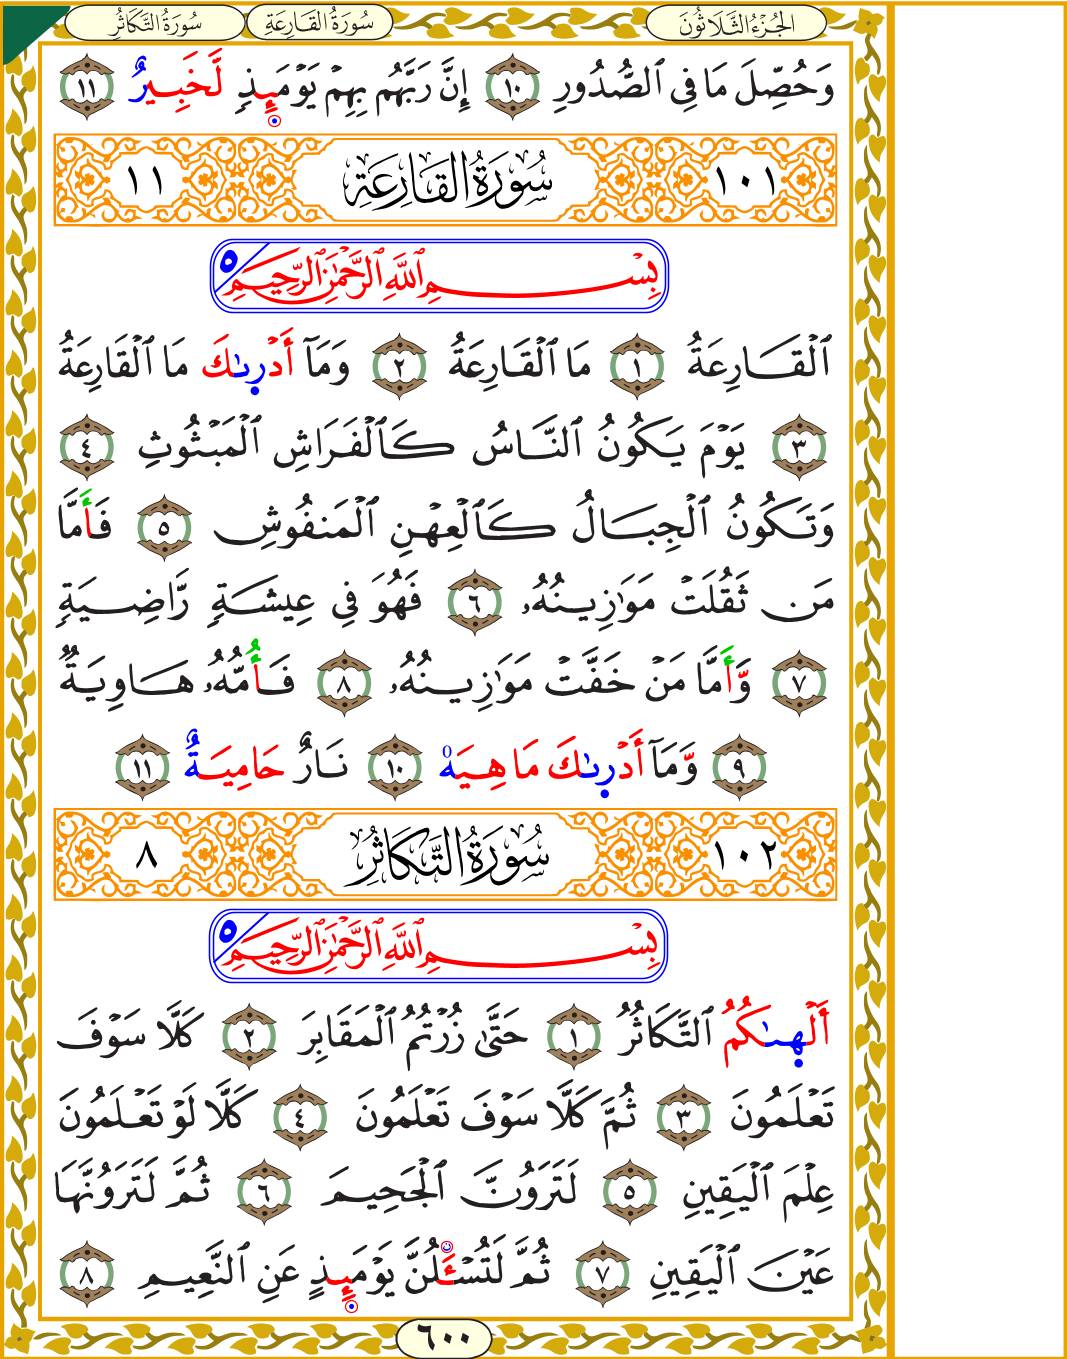 الجُزْءُ الثَّلَاثُونَ سُورَةُ القَارِعَةِ سُورَةُ التَّكَاثُرِ
وَحُصِّلَ مَا فِي ٱلصُّدُورِ ١٠ إِنَّ رَبَّهُم بِهِمْ يَوْمَئِذٍ لَّخَبِيرٌ ١١
١٠١ سُورَةُ القَارِعَةِ ١١
بِسْمِ ٱللَّهِ ٱلرَّحْمَٰنِ ٱلرَّحِيمِ ٥
ٱلْقَارِعَةُ ١ مَا ٱلْقَارِعَةُ ٢ وَمَآ أَدْرىٰكَ مَا ٱلْقَارِعَةُ
٣ يَوْمَ يَكُونُ ٱلنَّاسُ كَٱلْفَرَاشِ ٱلْمَبْثُوثِ ٤
وَتَكُونُ ٱلْجِبَالُ كَٱلْعِهْنِ ٱلْمَنفُوشِ ٥ فَأَمَّا
مَن ثَقُلَتْ مَوَٰزِينُهُۥ ٦ فَهُوَ فِي عِيشَةٍ رَّاضِيَةٍ
٧ وَأَمَّا مَنْ خَفَّتْ مَوَٰزِينُهُۥ ٨ فَأُمُّهُۥ هَاوِيَةٌ
٩ وَّمَآ أَدْرىٰكَ مَا هِيَهْ ١٠ نَارٌ حَامِيَةٌ ١١
١٠٢ سُورَةُ التَّكَاثُرِ ٨
بِسْمِ ٱللَّهِ ٱلرَّحْمَٰنِ ٱلرَّحِيمِ ٥
أَلْهىٰكُمُ ٱلتَّكَاثُرُ ١ حَتَّىٰ زُرْتُمُ ٱلْمَقَابِرَ ٢ كَلَّا سَوْفَ
تَعْلَمُونَ ٣ ثُمَّ كَلَّا سَوْفَ تَعْلَمُونَ ٤ كَلَّا لَوْ تَعْلَمُونَ
عِلْمَ ٱلْيَقِينِ ٥ لَتَرَوُنَّ ٱلْجَحِيمَ ٦ ثُمَّ لَتَرَوُنَّهَا
عَيْنَ ٱلْيَقِينِ ٧ ثُمَّ لَتُسْـَٔلُنَّ يَوْمَئِذٍ عَنِ ٱلنَّعِيمِ ٨
٦٠٠